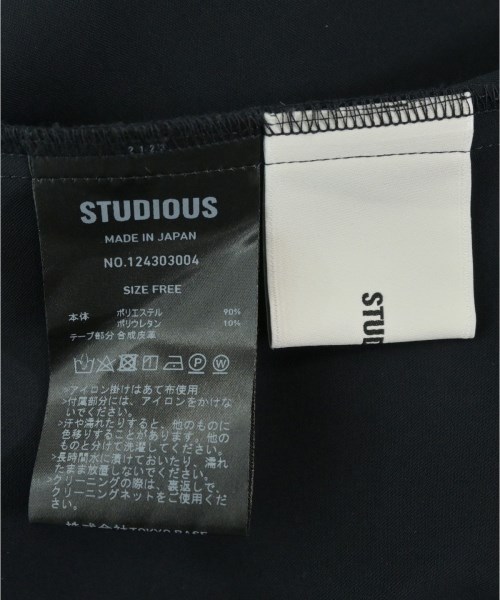 STUDIOUS
MADE IN JAPAN
NO.124303004
SIZE FREE
本体 ポリエステル 90%
ポリウレタン 10%
テープ部分 合成皮革
>アイロン掛けはあて布使用
>付属部分には、アイロンをかけな
いでください。
>汗や濡れたりすると、他のものに
色移りすることがあります。他の
ものと分けて洗濯してください。
>長時間水に漬けておいたり、濡れ
たまま放置しないでください。
>クリーニングの際は、裏返しで、
クリーニングネットをご使用くだ
さい。
株式会社TOKYO BASE
STUD